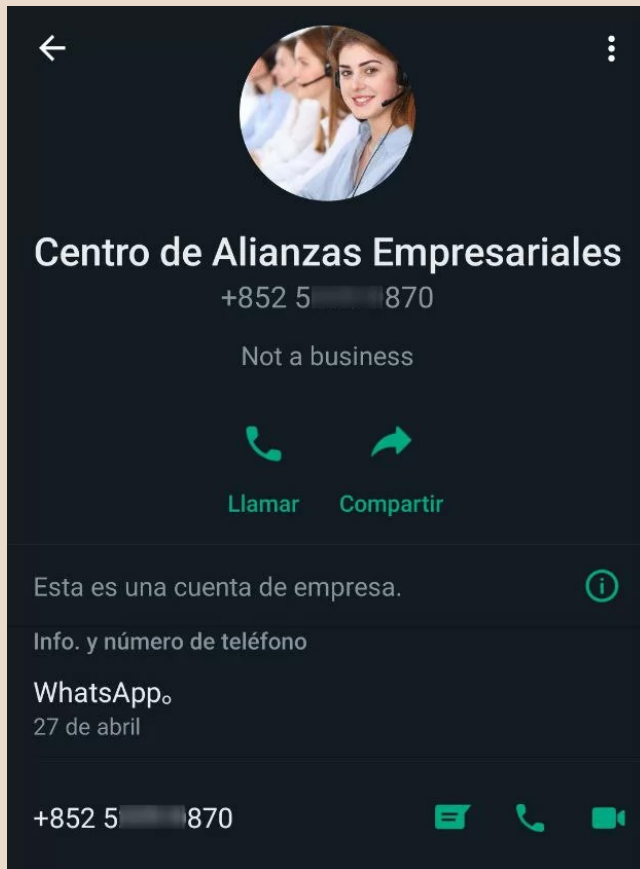 Centro de Alianzas Empresariales
+852 5 870
Not a business
Llamar Compartir
Esta es una cuenta de empresa.
Info. y número de teléfono
WhatsApp。
27 de abril
+852 5 870